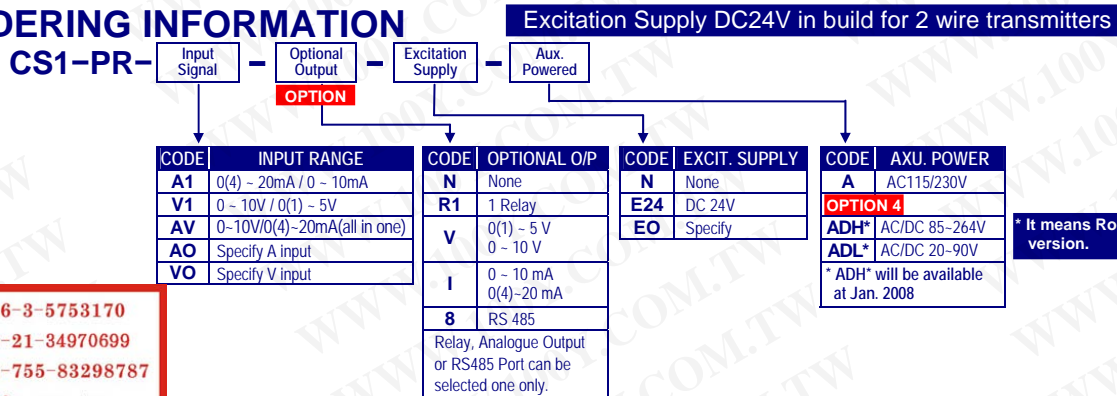 DERING INFORMATION
Excitation Supply DC24V in build for 2 wire transmitters
CS1−PR− Input Signal − Optional Output − Excitation Supply − Aux. Powered
OPTION
CODE INPUT RANGE
A1 0(4) ~ 20mA / 0 ~ 10mA
V1 0 ~ 10V / 0(1) ~ 5V
AV 0~10V/0(4)~20mA(all in one)
AO Specify A input
VO Specify V input
CODE OPTIONAL O/P
N None
R1 1 Relay
V 0(1) ~ 5 V
0 ~ 10 V
I 0 ~ 10 mA
0(4)~20 mA
8 RS 485
Relay, Analogue Output
or RS485 Port can be
selected one only.
CODE EXCIT. SUPPLY
N None
E24 DC 24V
EO Specify
CODE AXU. POWER
A AC115/230V
OPTION 4
ADH* AC/DC 85~264V
ADL* AC/DC 20~90V
* ADH* will be available
at Jan. 2008
* It means Ro
version.
6-3-5753170
-21-34970699
-755-83298787
WWW.100Y.COM.TW